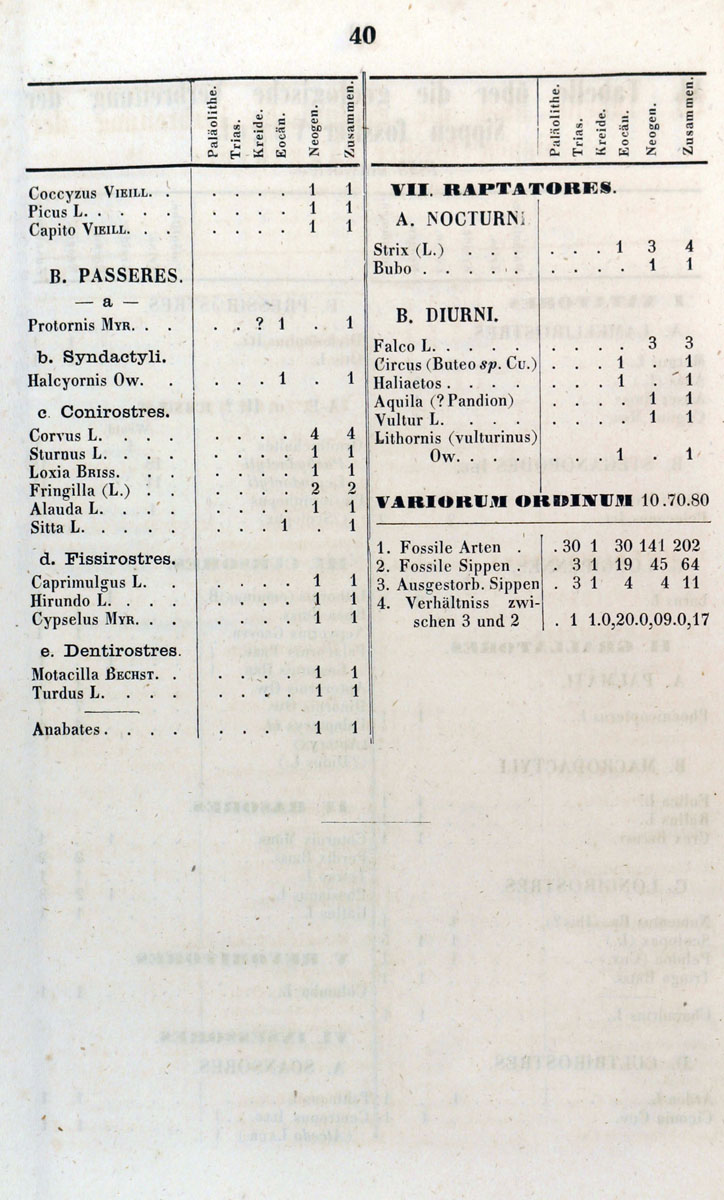 40
Paläolithe. Trias. Kreide. Eocän. Neogen. Zusammen.
Coccyzus VIEILL. . . . . . 1 1
Picus L. . . . . . . . . 1 1
Capito VIEILL. . . . . . . 1 1
B. PASSERES.
— a —
Protornis MYR. . . . . ? 1 . 1
b. Syndactyli.
Halcyornis OW. . . . . 1 . 1
c. Conirostres.
Corvus L. . . . . . . . 4 4
Sturnus L. . . . . . . . 1 1
Loxia BRISS. . . . . . . 1 1
Fringilla (L.) . . . . . . 2 2
Alauda L. . . . . . . . 1 1
Sitta L. . . . . . . . . 1 1
d. Fissirostres.
Caprimulgus L. . . . . . 1 1
Hirundo L. . . . . . . . 1 1
Cypselus MYR. . . . . . . 1 1
e. Dentirostres.
Motacilla BECHST. . . . . . 1 1
Turdus L. . . . . . . . 1 1
Anabates . . . . . . . . 1 1
Paläolithe. Trias. Kreide. Eocän. Neogen. Zusammen.
VII. RAPTATORES.
A. NOCTURNI
Strix (L.) . . . . . . 1 3 4
Bubo . . . . . . . . . 1 1
B. DIURNI.
Falco L. . . . . . . . . 3 3
Circus (Buteo sp. CU.) . . . 1 . 1
Haliaetos . . . . . . . 1 . 1
Aquila (? Pandion) . . . . 1 1
Vultur L. . . . . . . . 1 1
Lithornis (vulturinus)
OW. . . . . . . 1 . 1
VARIORUM ORDINUM 10.70.80
1. Fossile Arten . . 30 1 30 141 202
2. Fossile Sippen . . 3 1 19 45 64
3. Ausgestorb. Sippen . 3 1 4 4 11
4. Verhältniss zwi-
schen 3 und 2 . 1 1.0,20.0,09.0,17